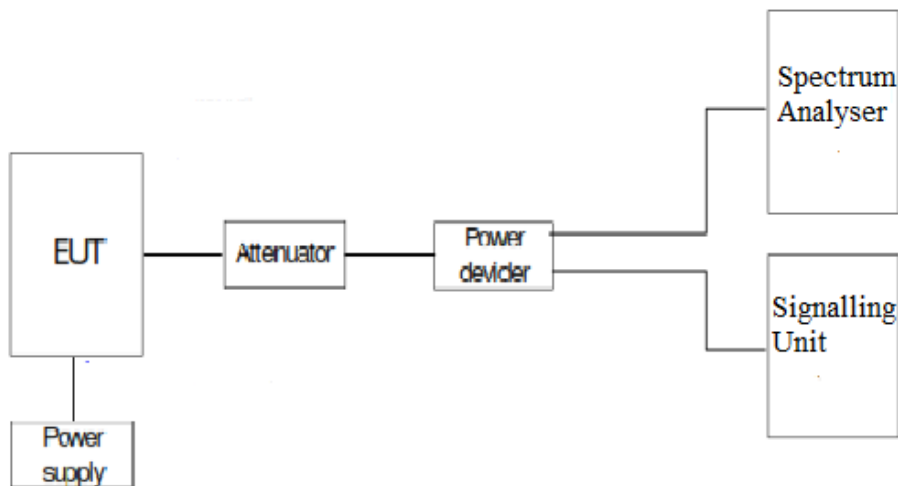 Spectrum
Analyser
EUT
Attenuator
Power
devider
Signalling
Unit
Power
supply